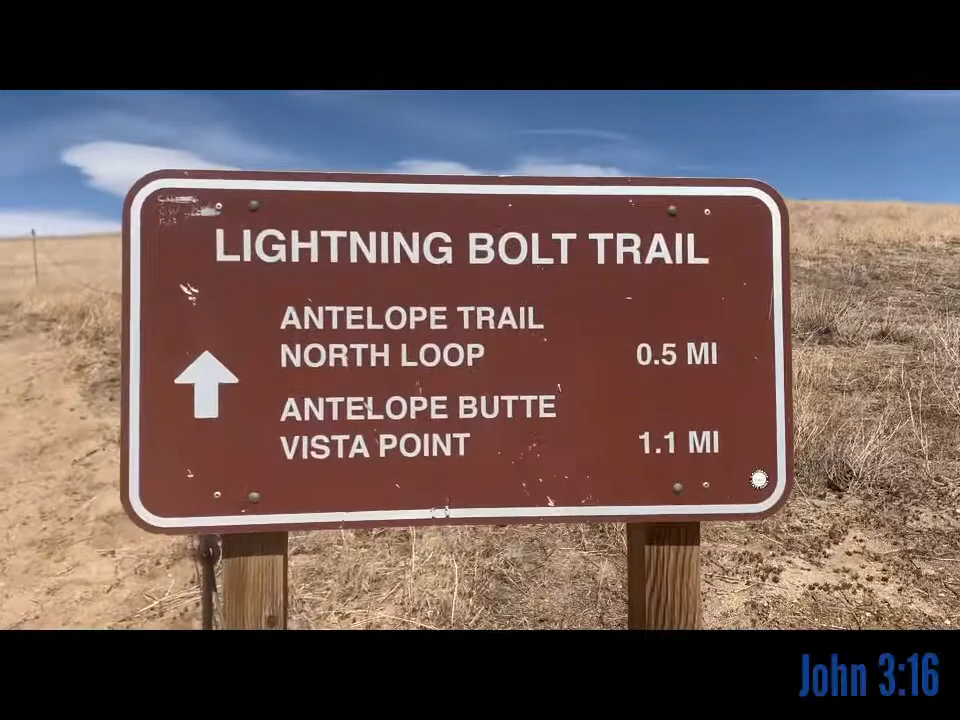 LIGHTNING BOLT TRAIL
ANTELOPE TRAIL
NORTH LOOP 0.5 MI
ANTELOPE BUTTE
VISTA POINT 1.1 MI
John 3:16